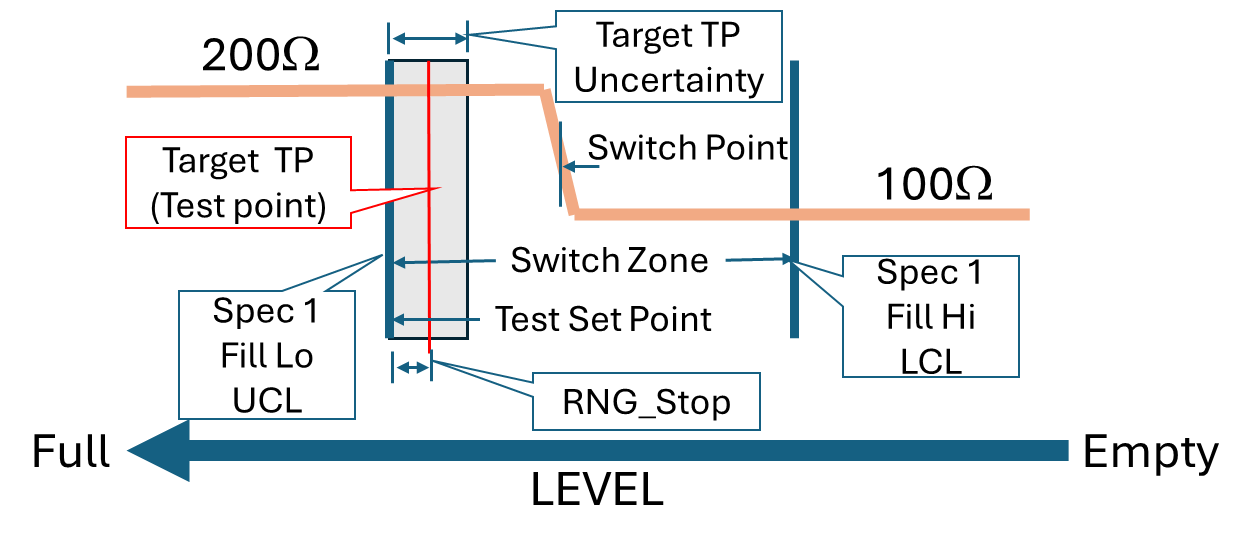 200Ω
Target TP
Uncertainty
Switch Point
Target TP
(Test point)
100Ω
Switch Zone
Spec 1
Fill Hi
LCL
Spec 1
Fill Lo
UCL
Test Set Point
RNG_Stop
Full
Empty
LEVEL